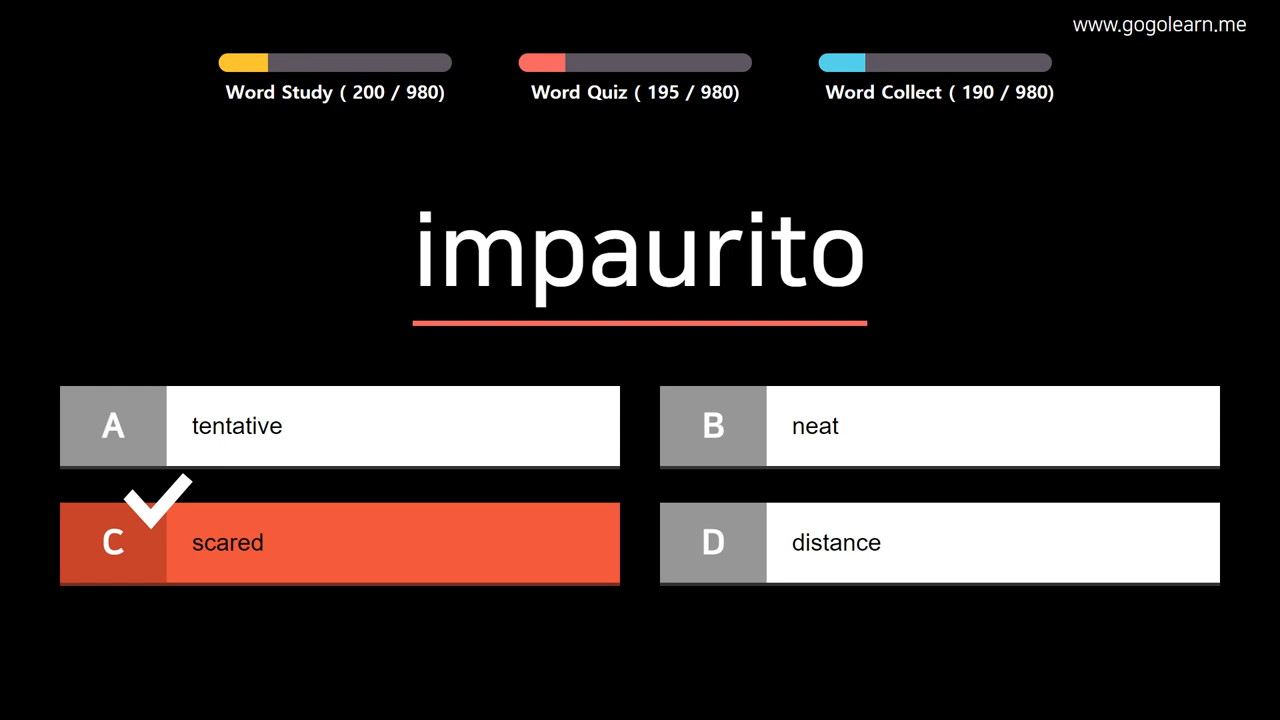 www.gogolearn.me
Word Study ( 200 / 980)
Word Quiz ( 195 / 980)
Word Collect ( 190 / 980)
impaurito
A tentative
B neat
C scared
D distance